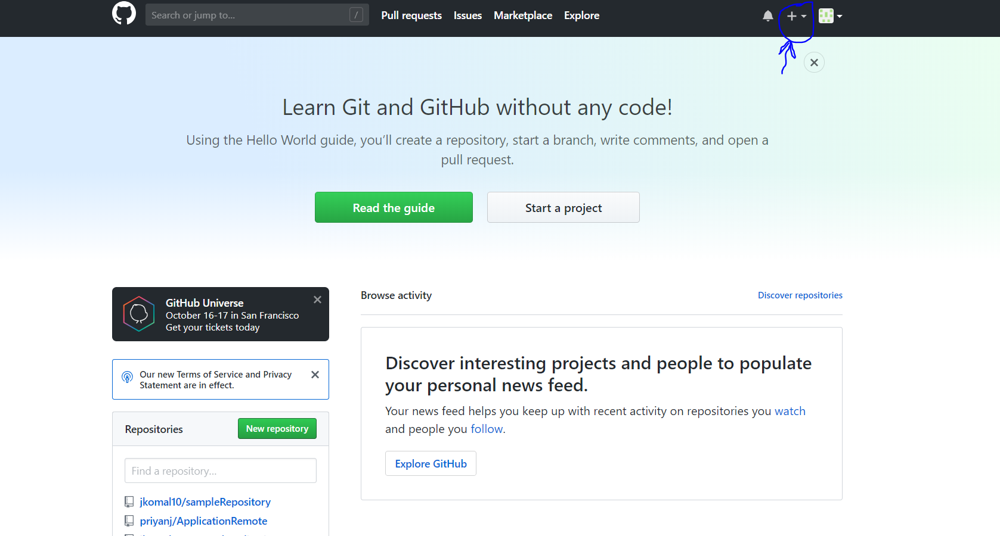 Search or jump to...
/
Pull requests
Issues
Marketplace
Explore
Learn Git and GitHub without any code!
Using the Hello World guide, you’ll create a repository, start a branch, write comments, and open a
pull request.
Read the guide
Start a project
GitHub Universe
October 16-17 in San Francisco
Get your tickets today
Our new Terms of Service and Privacy
Statement are in effect.
Repositories
New repository
Find a repository...
jkomal10/sampleRepository
priyanj/ApplicationRemote
Browse activity
Discover repositories
Discover interesting projects and people to populate
your personal news feed.
Your news feed helps you keep up with recent activity on repositories you watch
and people you follow.
Explore GitHub